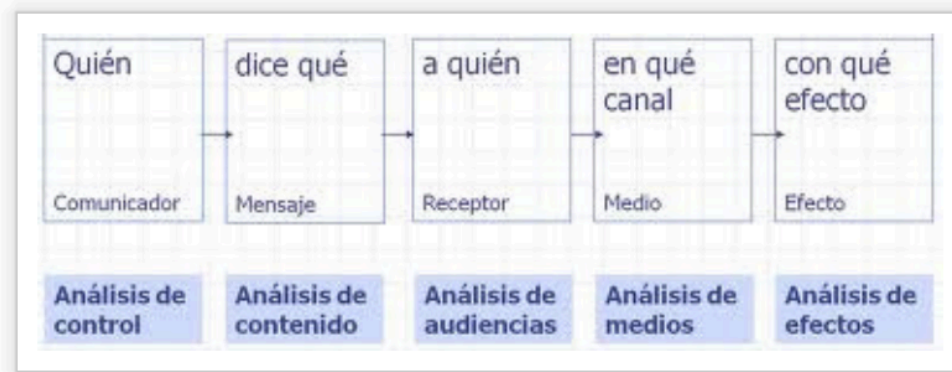 Quién
dice qué
a quién
en qué
canal
con qué
efecto
Comunicador
Mensaje
Receptor
Medio
Efecto
Análisis de
control
Análisis de
contenido
Análisis de
audiencias
Análisis de
medios
Análisis de
efectos